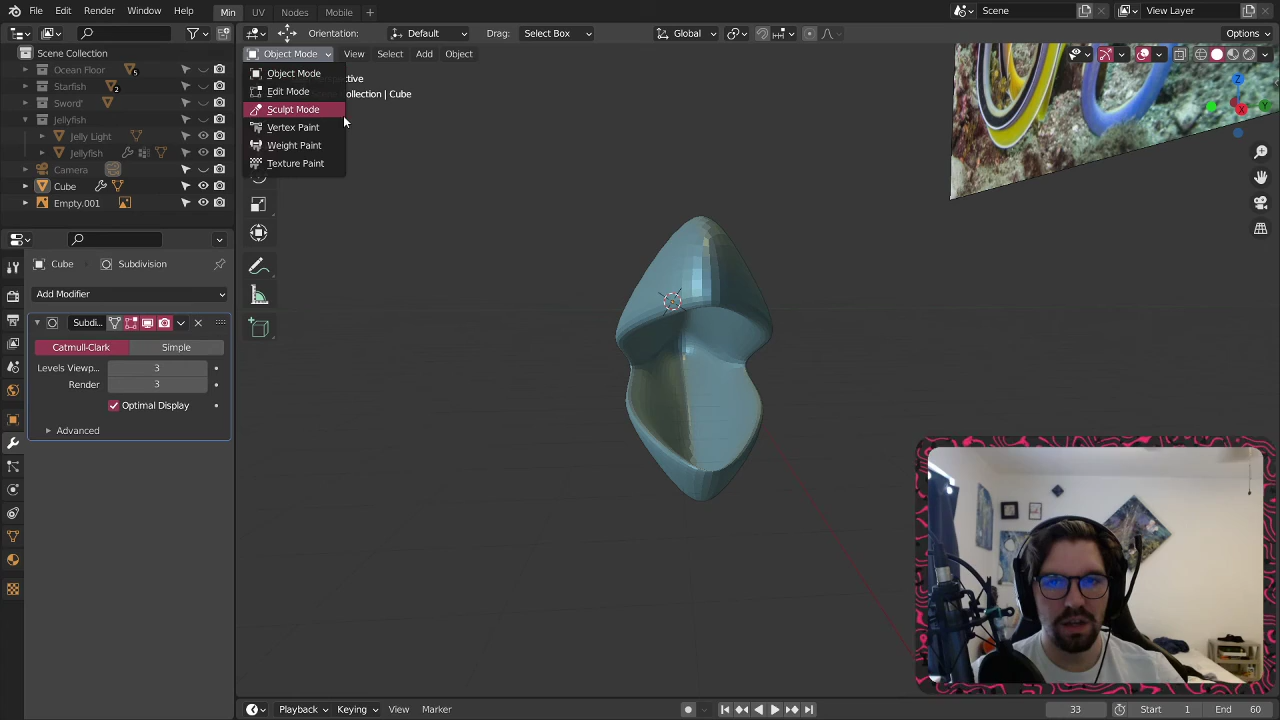 File Edit Render Window Help Min UV Nodes Mobile + Scene View Layer
Orientation: Default Drag: Select Box Global Options
Object Mode View Select Add Object
Scene Collection
Ocean Floor 5
Starfish 2
Sword'
Jellyfish
Jelly Light
Jellyfish
Camera
Cube
Empty.001
Object Mode
Edit Mode
Sculpt Mode
Vertex Paint
Weight Paint
Texture Paint
Collection | Cube
Z
X
Y
Cube Subdivision
Add Modifier
Subdi...
Catmull-Clark Simple
Levels Viewp... 3
Render 3
Optimal Display
Advanced
Playback Keying View Marker 33 Start 1 End 60